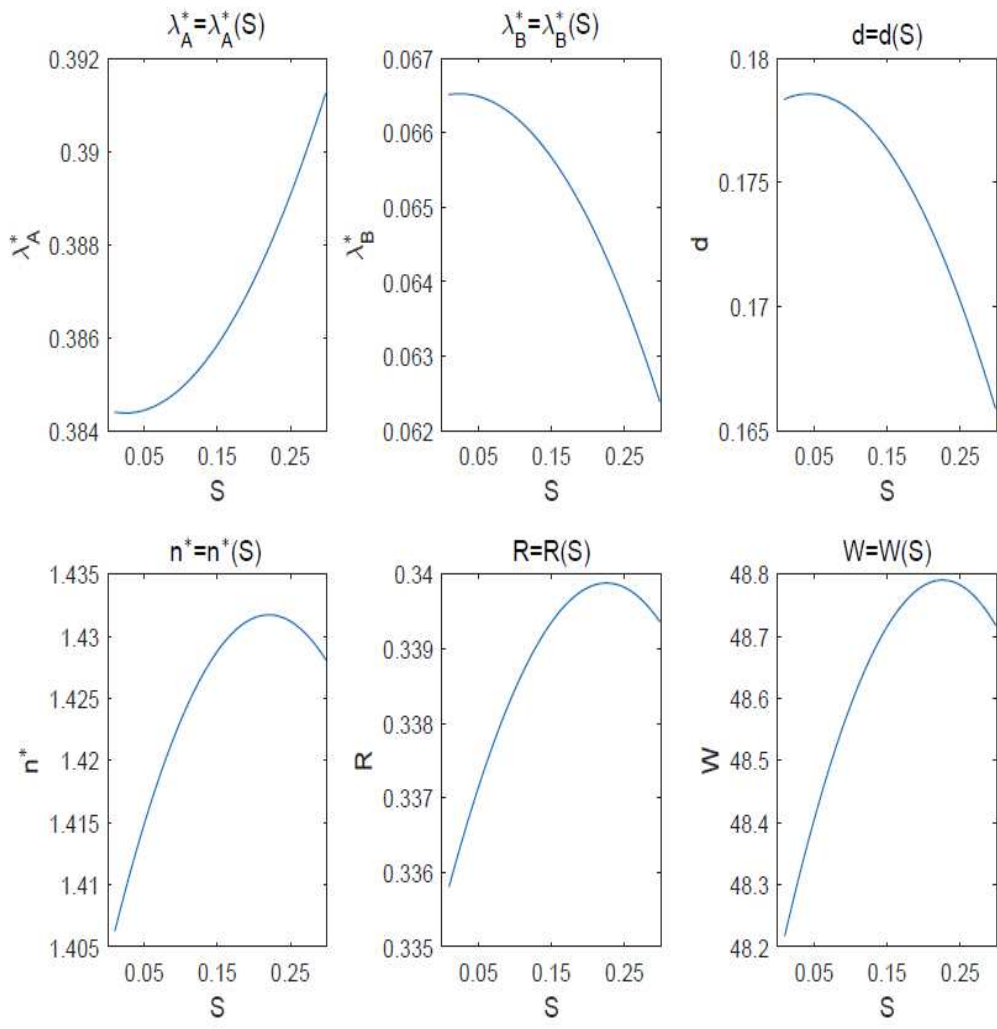 λ*A=λ*A(S)
0.392
0.39
0.388
0.386
0.384
λ*A
0.05 0.15 0.25
S
λ*B=λ*B(S)
0.067
0.066
0.065
0.064
0.063
0.062
λ*B
0.05 0.15 0.25
S
d=d(S)
0.18
0.175
0.17
0.165
d
0.05 0.15 0.25
S
n*=n*(S)
1.435
1.43
1.425
1.42
1.415
1.41
1.405
n*
0.05 0.15 0.25
S
R=R(S)
0.34
0.339
0.338
0.337
0.336
0.335
R
0.05 0.15 0.25
S
W=W(S)
48.8
48.7
48.6
48.5
48.4
48.3
48.2
W
0.05 0.15 0.25
S